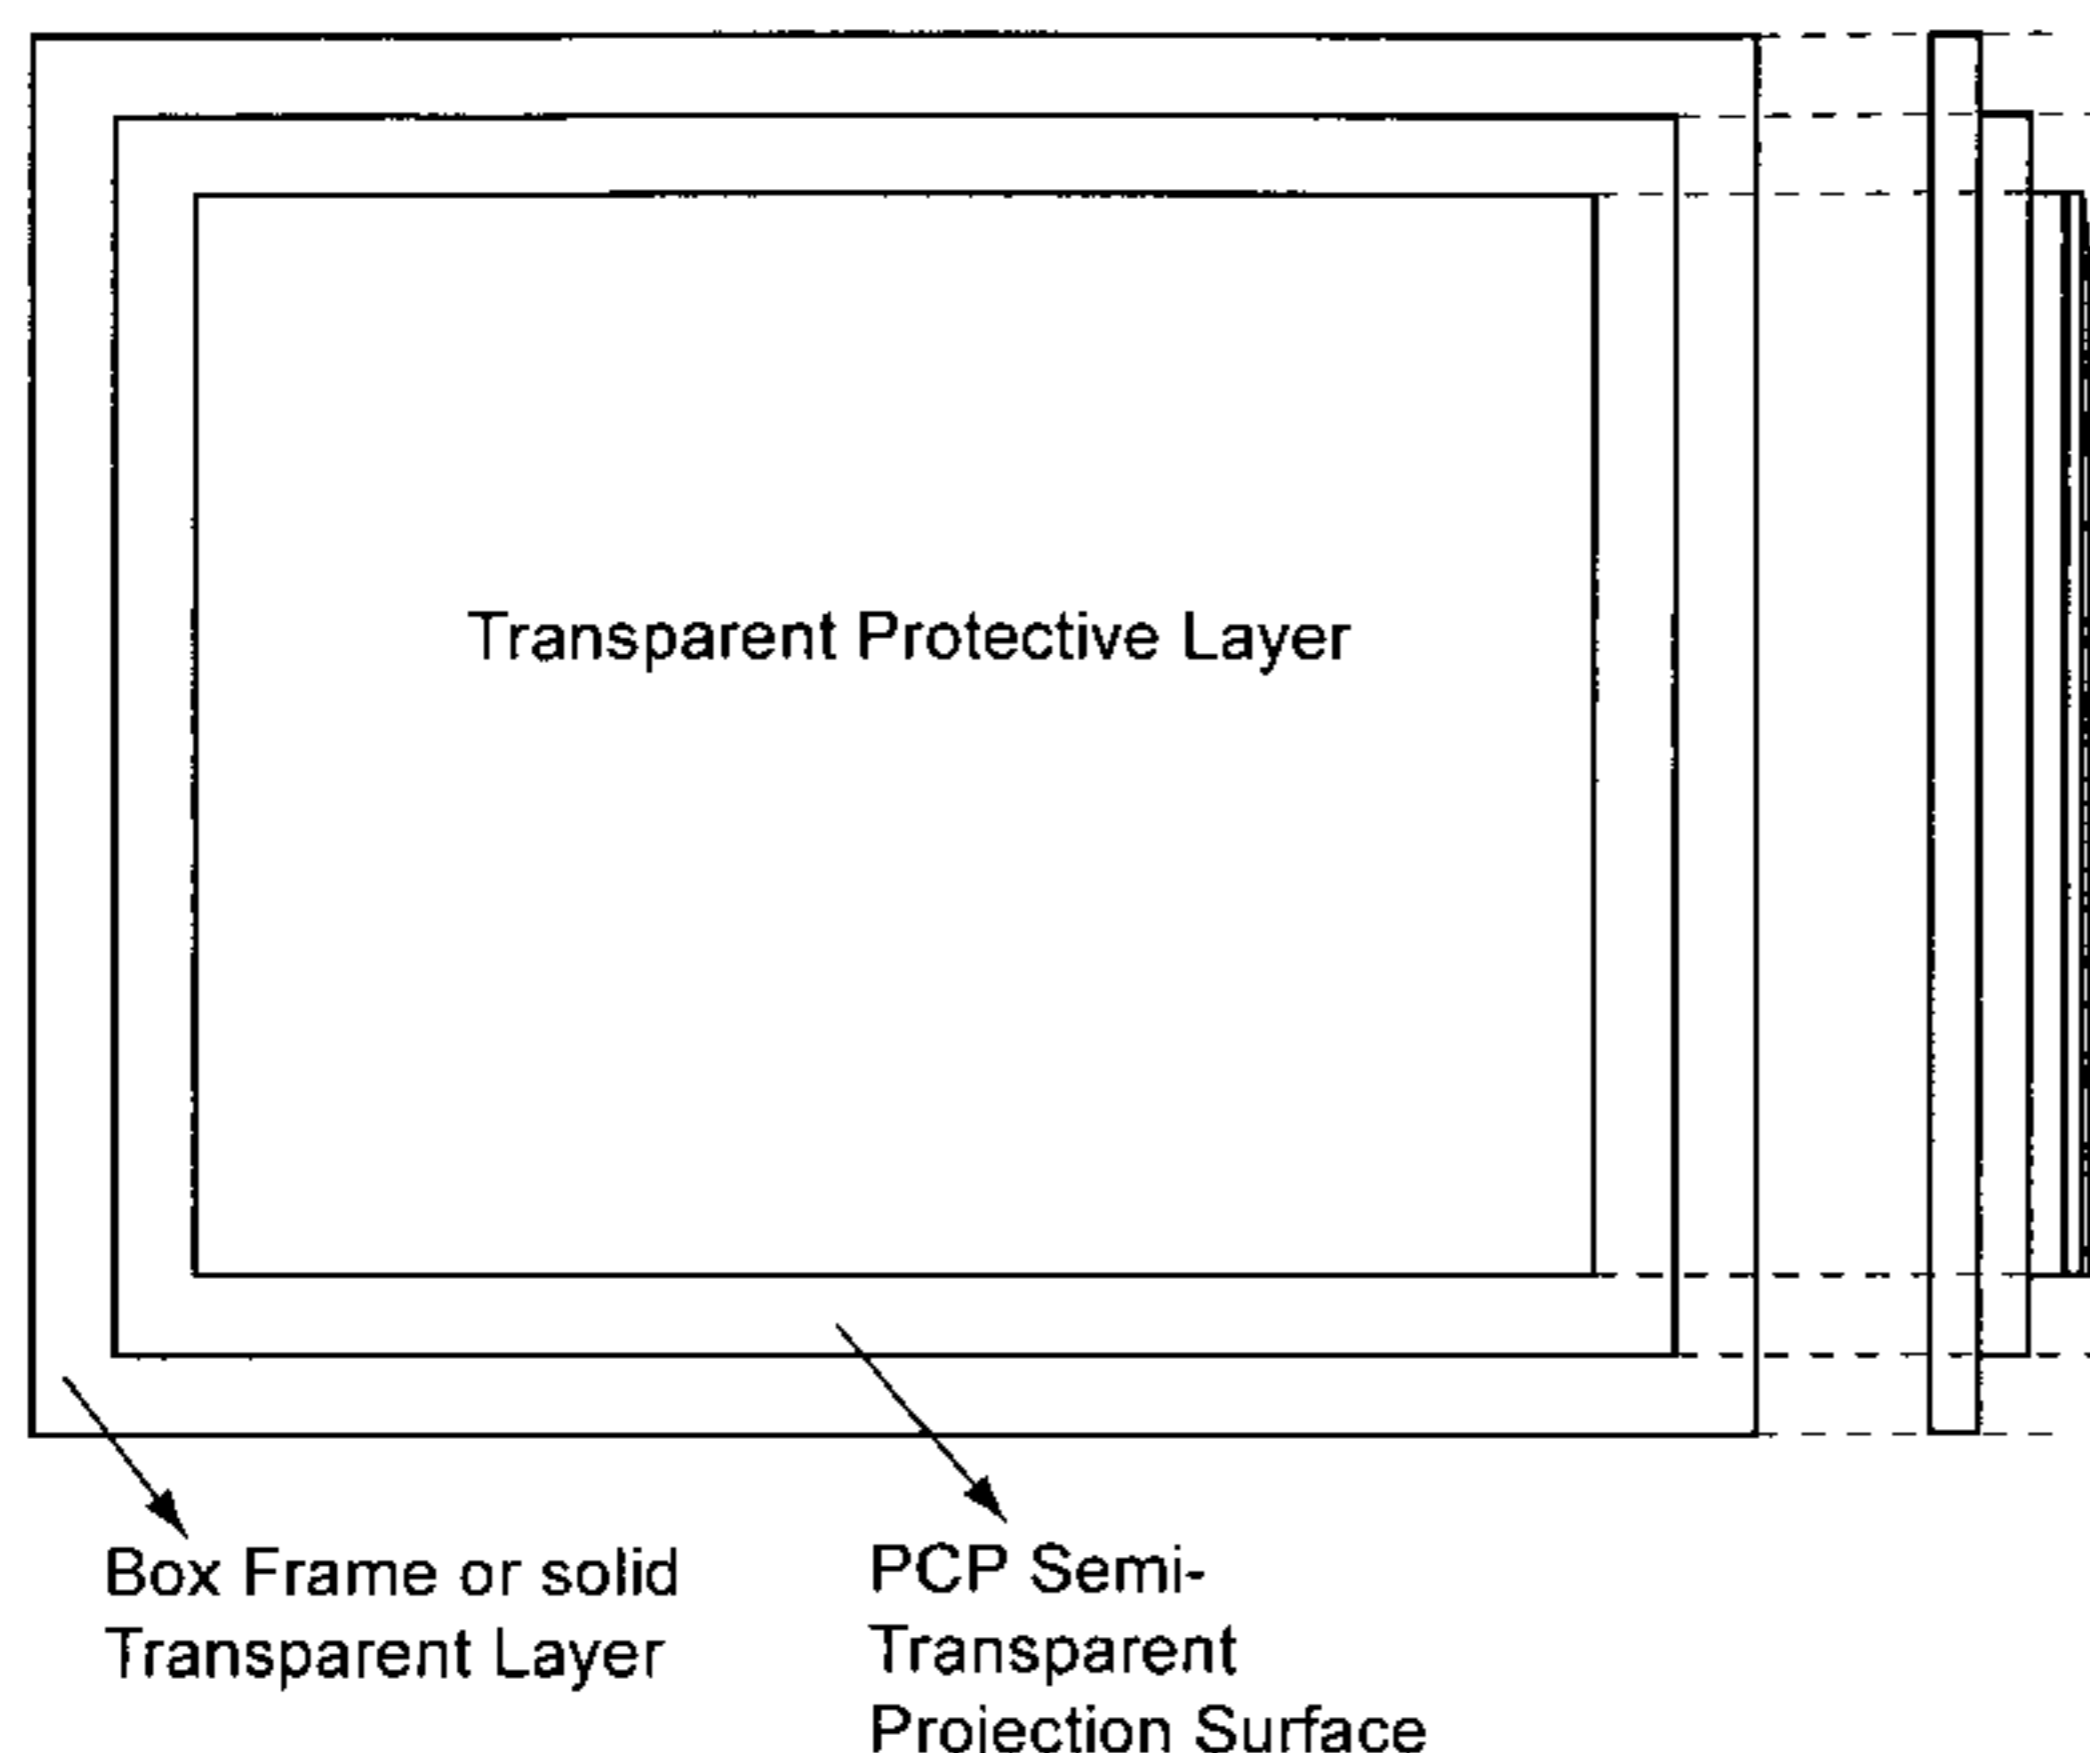 Transparent Protective Layer
Box Frame or solid
Transparent Layer
PCP Semi-
Transparent
Projection Surface